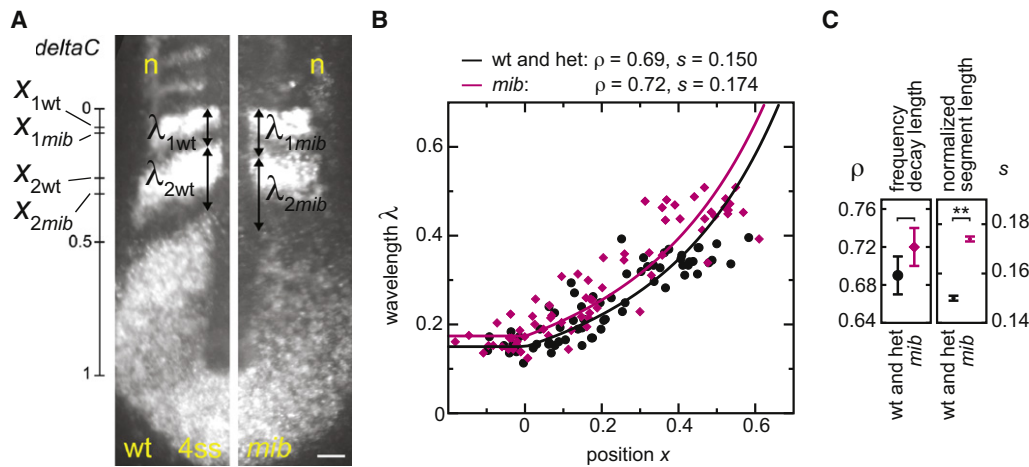 A
deltaC
n
n
0
x1wt
x1mib
λ1wt
λ1mib
x2wt
x2mib
λ2wt
λ2mib
0.5
1
wt
4ss
mib
B
wt and het: ρ = 0.69, s = 0.150
mib: ρ = 0.72, s = 0.174
wavelength λ
0.6
0.4
0.2
0
0
0.2
0.4
0.6
position x
C
ρ
frequency decay length
normalized segment length
s
0.76
0.72
0.68
0.64
**
0.18
0.16
0.14
wt and het
mib
wt and het
mib